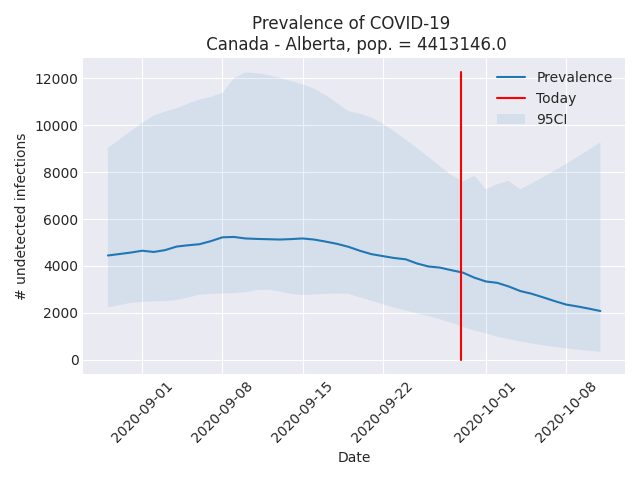 Prevalence of COVID-19
Canada - Alberta, pop. = 4413146.0
Prevalence
Today
95CI
12000
10000
8000
6000
4000
2000
0
# undetected infections
2020-09-01
2020-09-08
2020-09-15
2020-09-22
2020-10-01
2020-10-08
Date